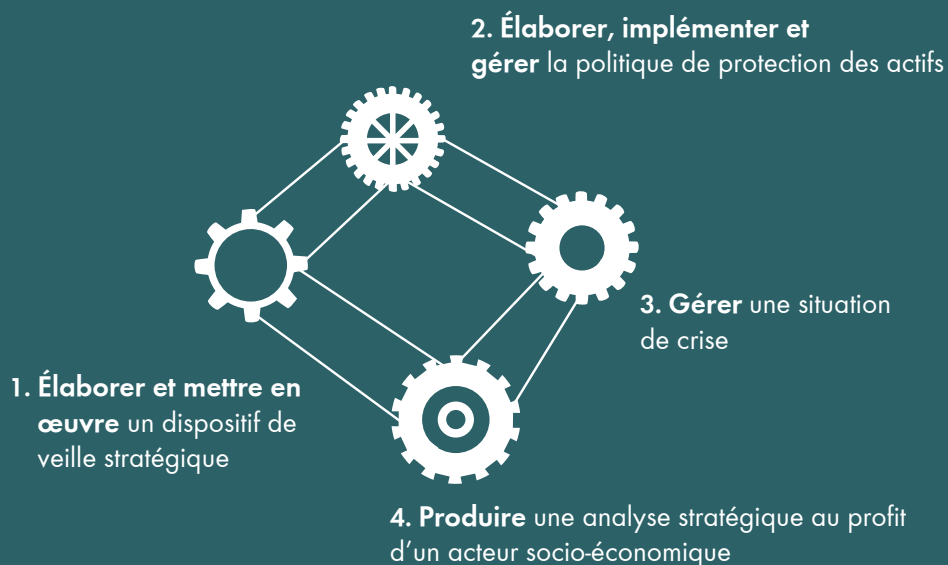 1. Élaborer et mettre en
œuvre un dispositif de
veille stratégique
2. Élaborer, implémenter et
gérer la politique de protection des actifs
3. Gérer une situation
de crise
4. Produire une analyse stratégique au profit
d’un acteur socio-économique